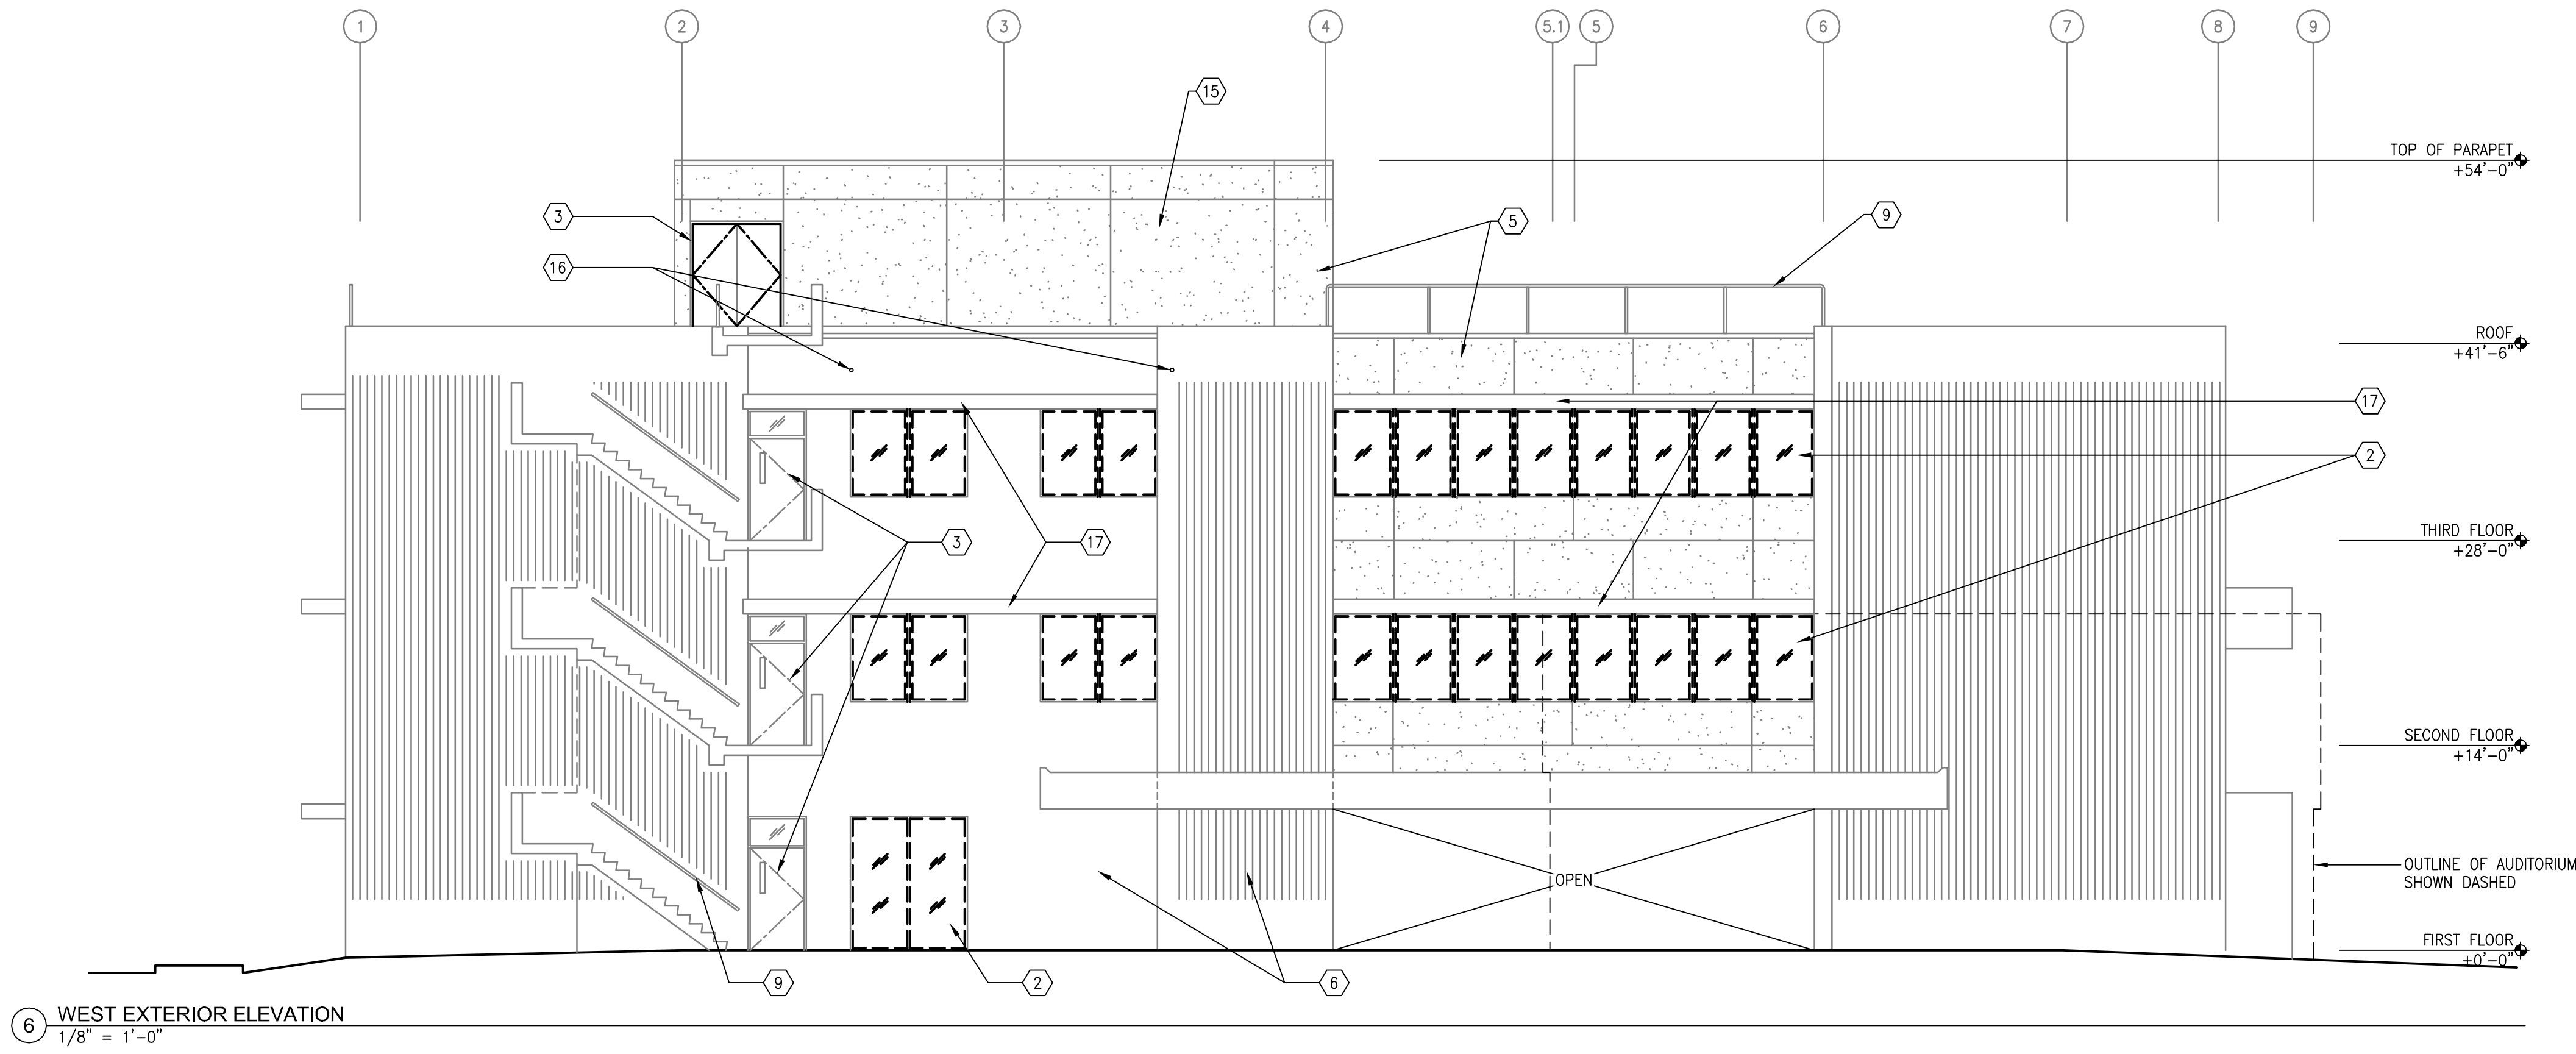 1
2
3
4
5.1
5
6
7
8
9
15
TOP OF PARAPET
+54'-0"
3
5
9
16
ROOF
+41'-6"
17
2
3
17
THIRD FLOOR
+28'-0"
SECOND FLOOR
+14'-0"
OPEN
OUTLINE OF AUDITORIUM
SHOWN DASHED
FIRST FLOOR
+0'-0"
9
2
6
6
WEST EXTERIOR ELEVATION
1/8" = 1'-0"